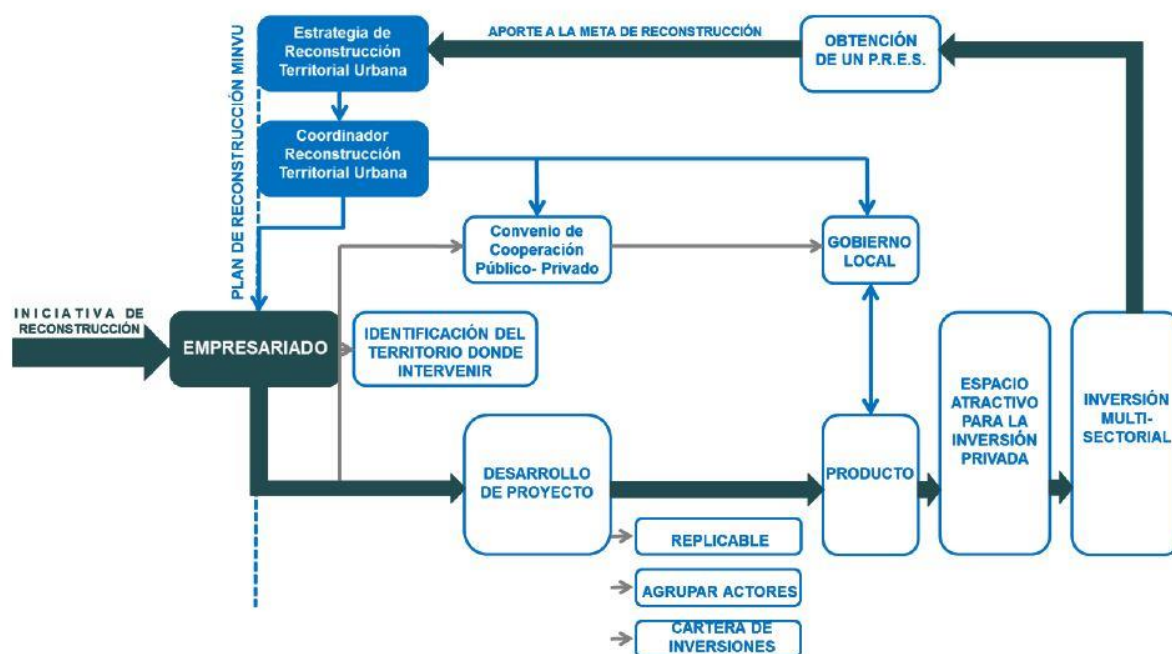 Estrategia de
Reconstrucción
Territorial Urbana
APORTE A LA META DE RECONSTRUCCIÓN
OBTENCIÓN
DE UN P.R.E.S.
Coordinador
Reconstrucción
Territorial Urbana
PLAN DE RECONSTRUCCIÓN MINVU
Convenio de
Cooperación
Público- Privado
GOBIERNO
LOCAL
INICIATIVA DE
RECONSTRUCCIÓN
EMPRESARIADO
IDENTIFICACIÓN DEL
TERRITORIO DONDE
INTERVENIR
DESARROLLO
DE PROYECTO
PRODUCTO
ESPACIO
ATRACTIVO
PARA LA
INVERSIÓN
PRIVADA
INVERSIÓN
MULTI-
SECTORIAL
REPLICABLE
AGRUPAR ACTORES
CARTERA DE
INVERSIONES